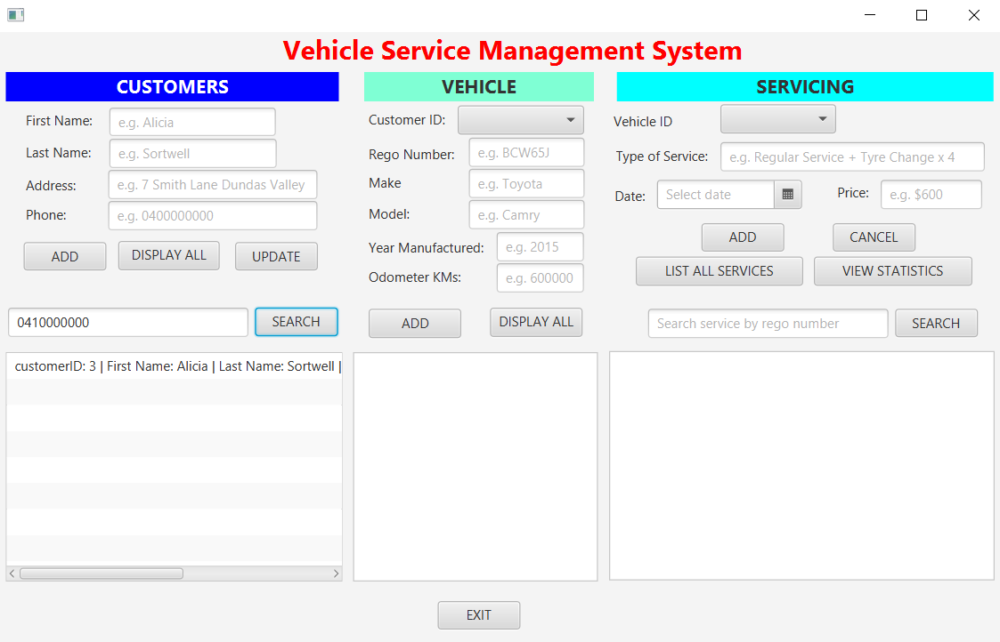 Vehicle Service Management System
CUSTOMERS
First Name: e.g. Alicia
Last Name: e.g. Sortwell
Address: e.g. 7 Smith Lane Dundas Valley
Phone: e.g. 0400000000
ADD DISPLAY ALL UPDATE
0410000000 SEARCH
customerID: 3 | First Name: Alicia | Last Name: Sortwell |
VEHICLE
Customer ID:
Rego Number: e.g. BCW65J
Make e.g. Toyota
Model: e.g. Camry
Year Manufactured: e.g. 2015
Odometer KMs: e.g. 600000
ADD DISPLAY ALL
SERVICING
Vehicle ID
Type of Service: e.g. Regular Service + Tyre Change x 4
Date: Select date Price: e.g. $600
ADD CANCEL
LIST ALL SERVICES VIEW STATISTICS
Search service by rego number SEARCH
EXIT